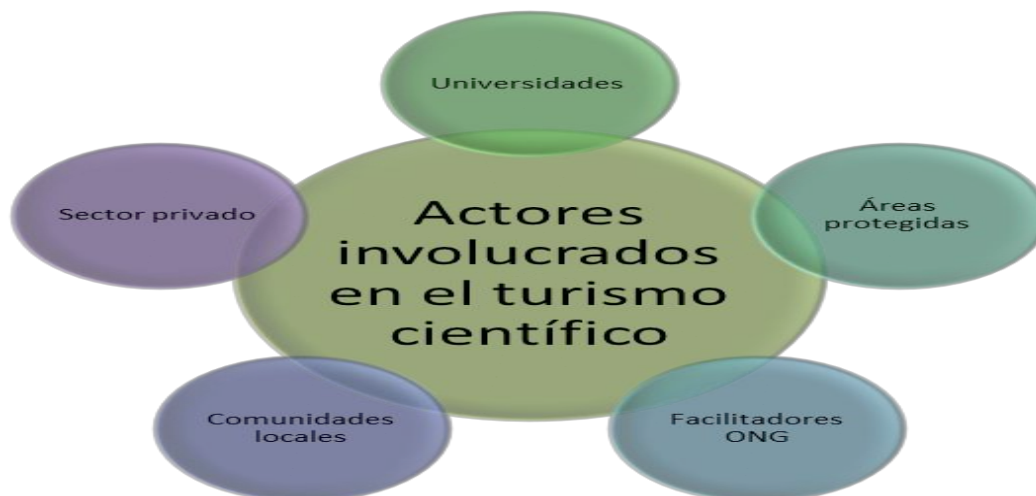 Universidades
Sector privado
Actores
involucrados
en el turismo
científico
Áreas
protegidas
Comunidades
locales
Facilitadores
ONG